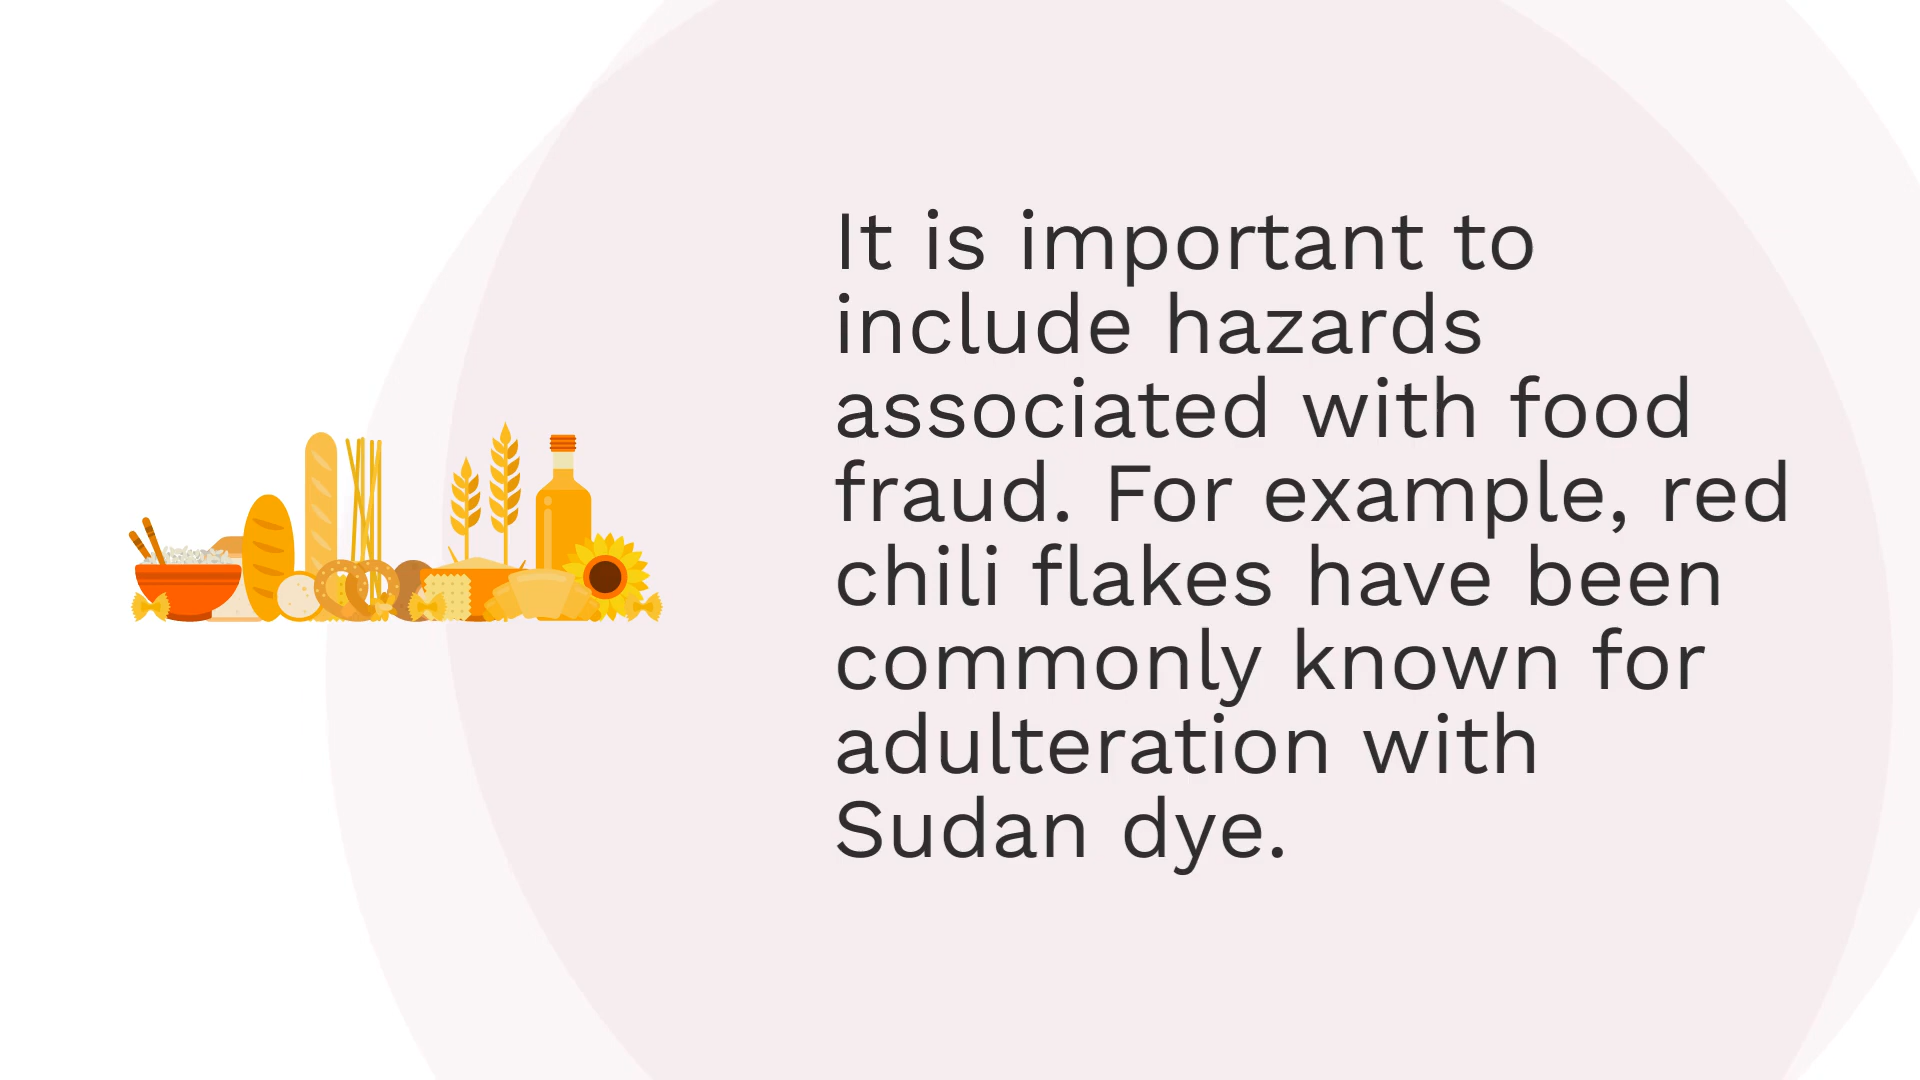 It is important to
include hazards
associated with food
fraud. For example, red
chili flakes have been
commonly known for
adulteration with
Sudan dye.